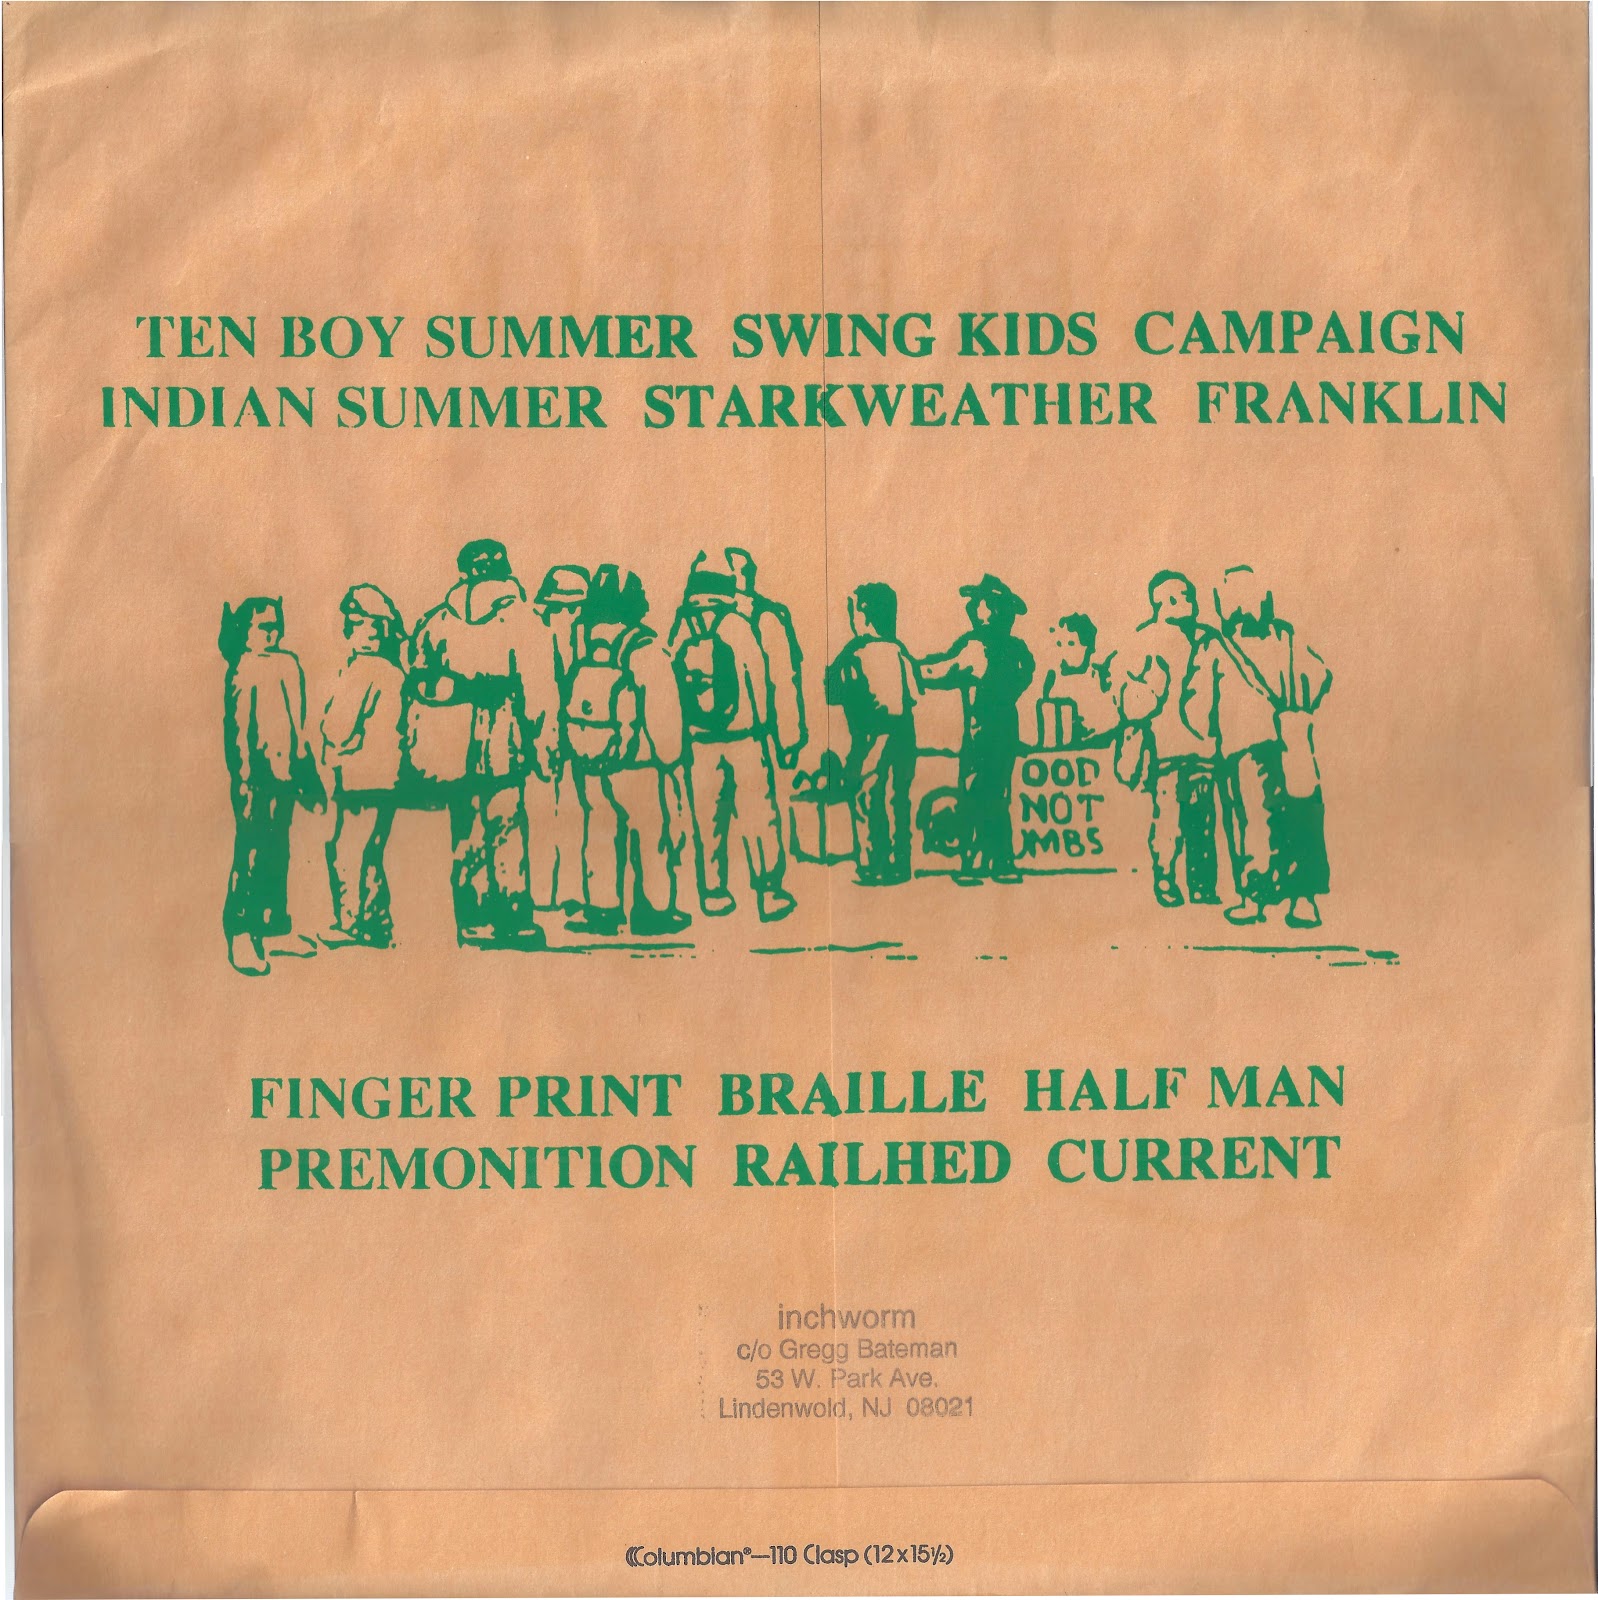 TEN BOY SUMMER SWING KIDS CAMPAIGN
INDIAN SUMMER STARKWEATHER FRANKLIN
OOD
NOT
MBS
FINGER PRINT BRAILLE HALF MAN
PREMONITION RAILHED CURRENT
inchworm
c/o Gregg Bateman
53 W. Park Ave.
Lindenwold, NJ 08021
Columbian®—110 Clasp (12x15½)